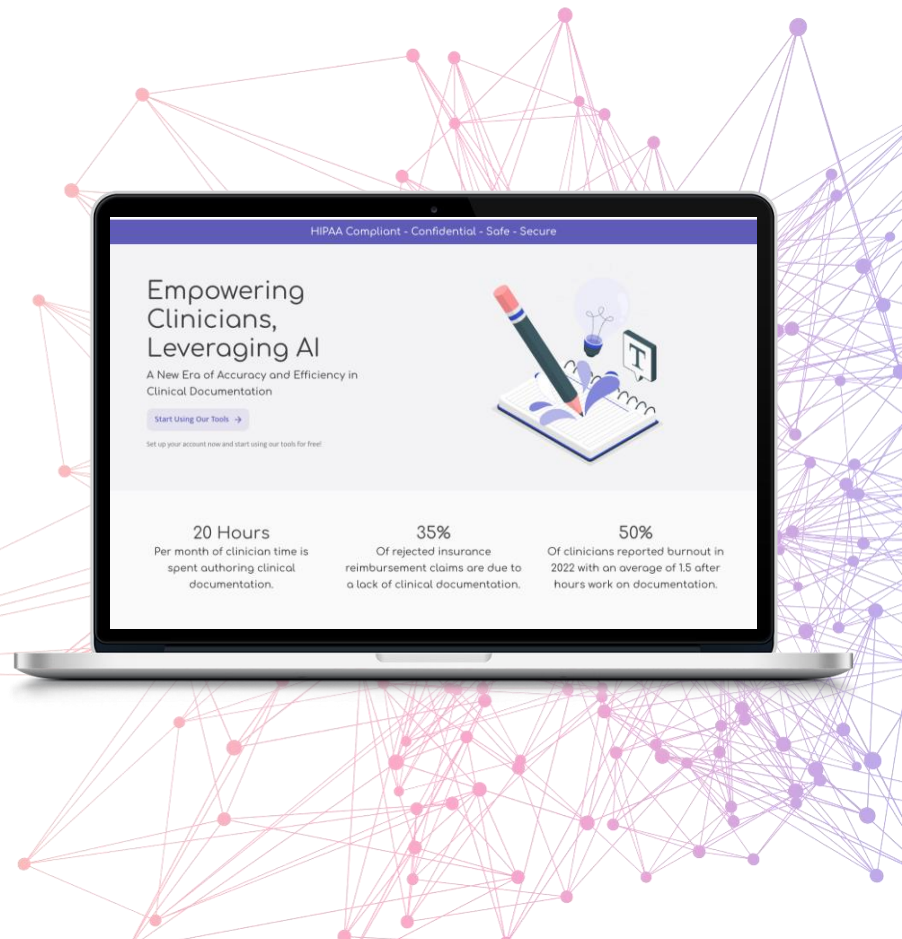 HIPAA Compliant - Confidential - Safe - Secure
Empowering
Clinicians,
Leveraging AI
A New Era of Accuracy and Efficiency in
Clinical Documentation
Start Using Our Tools →
Set up your account now and start using our tools for free!
T
20 Hours
Per month of clinician time is
spent authoring clinical
documentation.
35%
Of rejected insurance
reimbursement claims are due to
a lack of clinical documentation.
50%
Of clinicians reported burnout in
2022 with an average of 1.5 after
hours work on documentation.